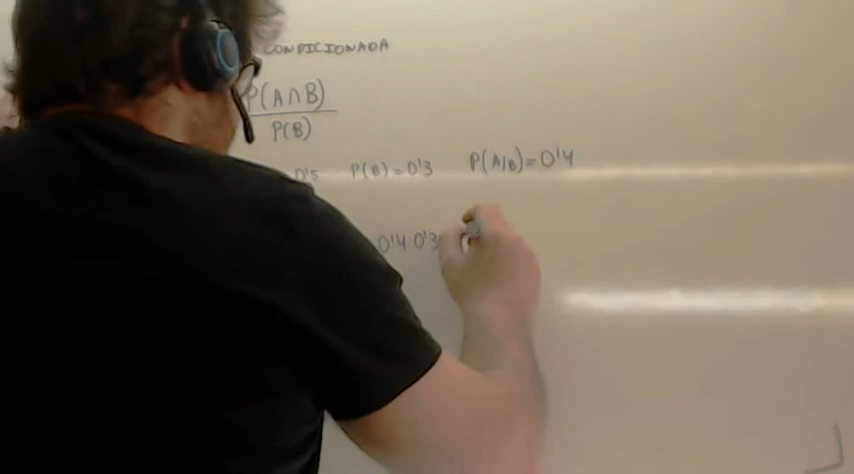 CONDICIONADA
P(A∩B)
P(B)
0'5 P(B)=0'3 P(A/B)=0'4
0'4 0'3